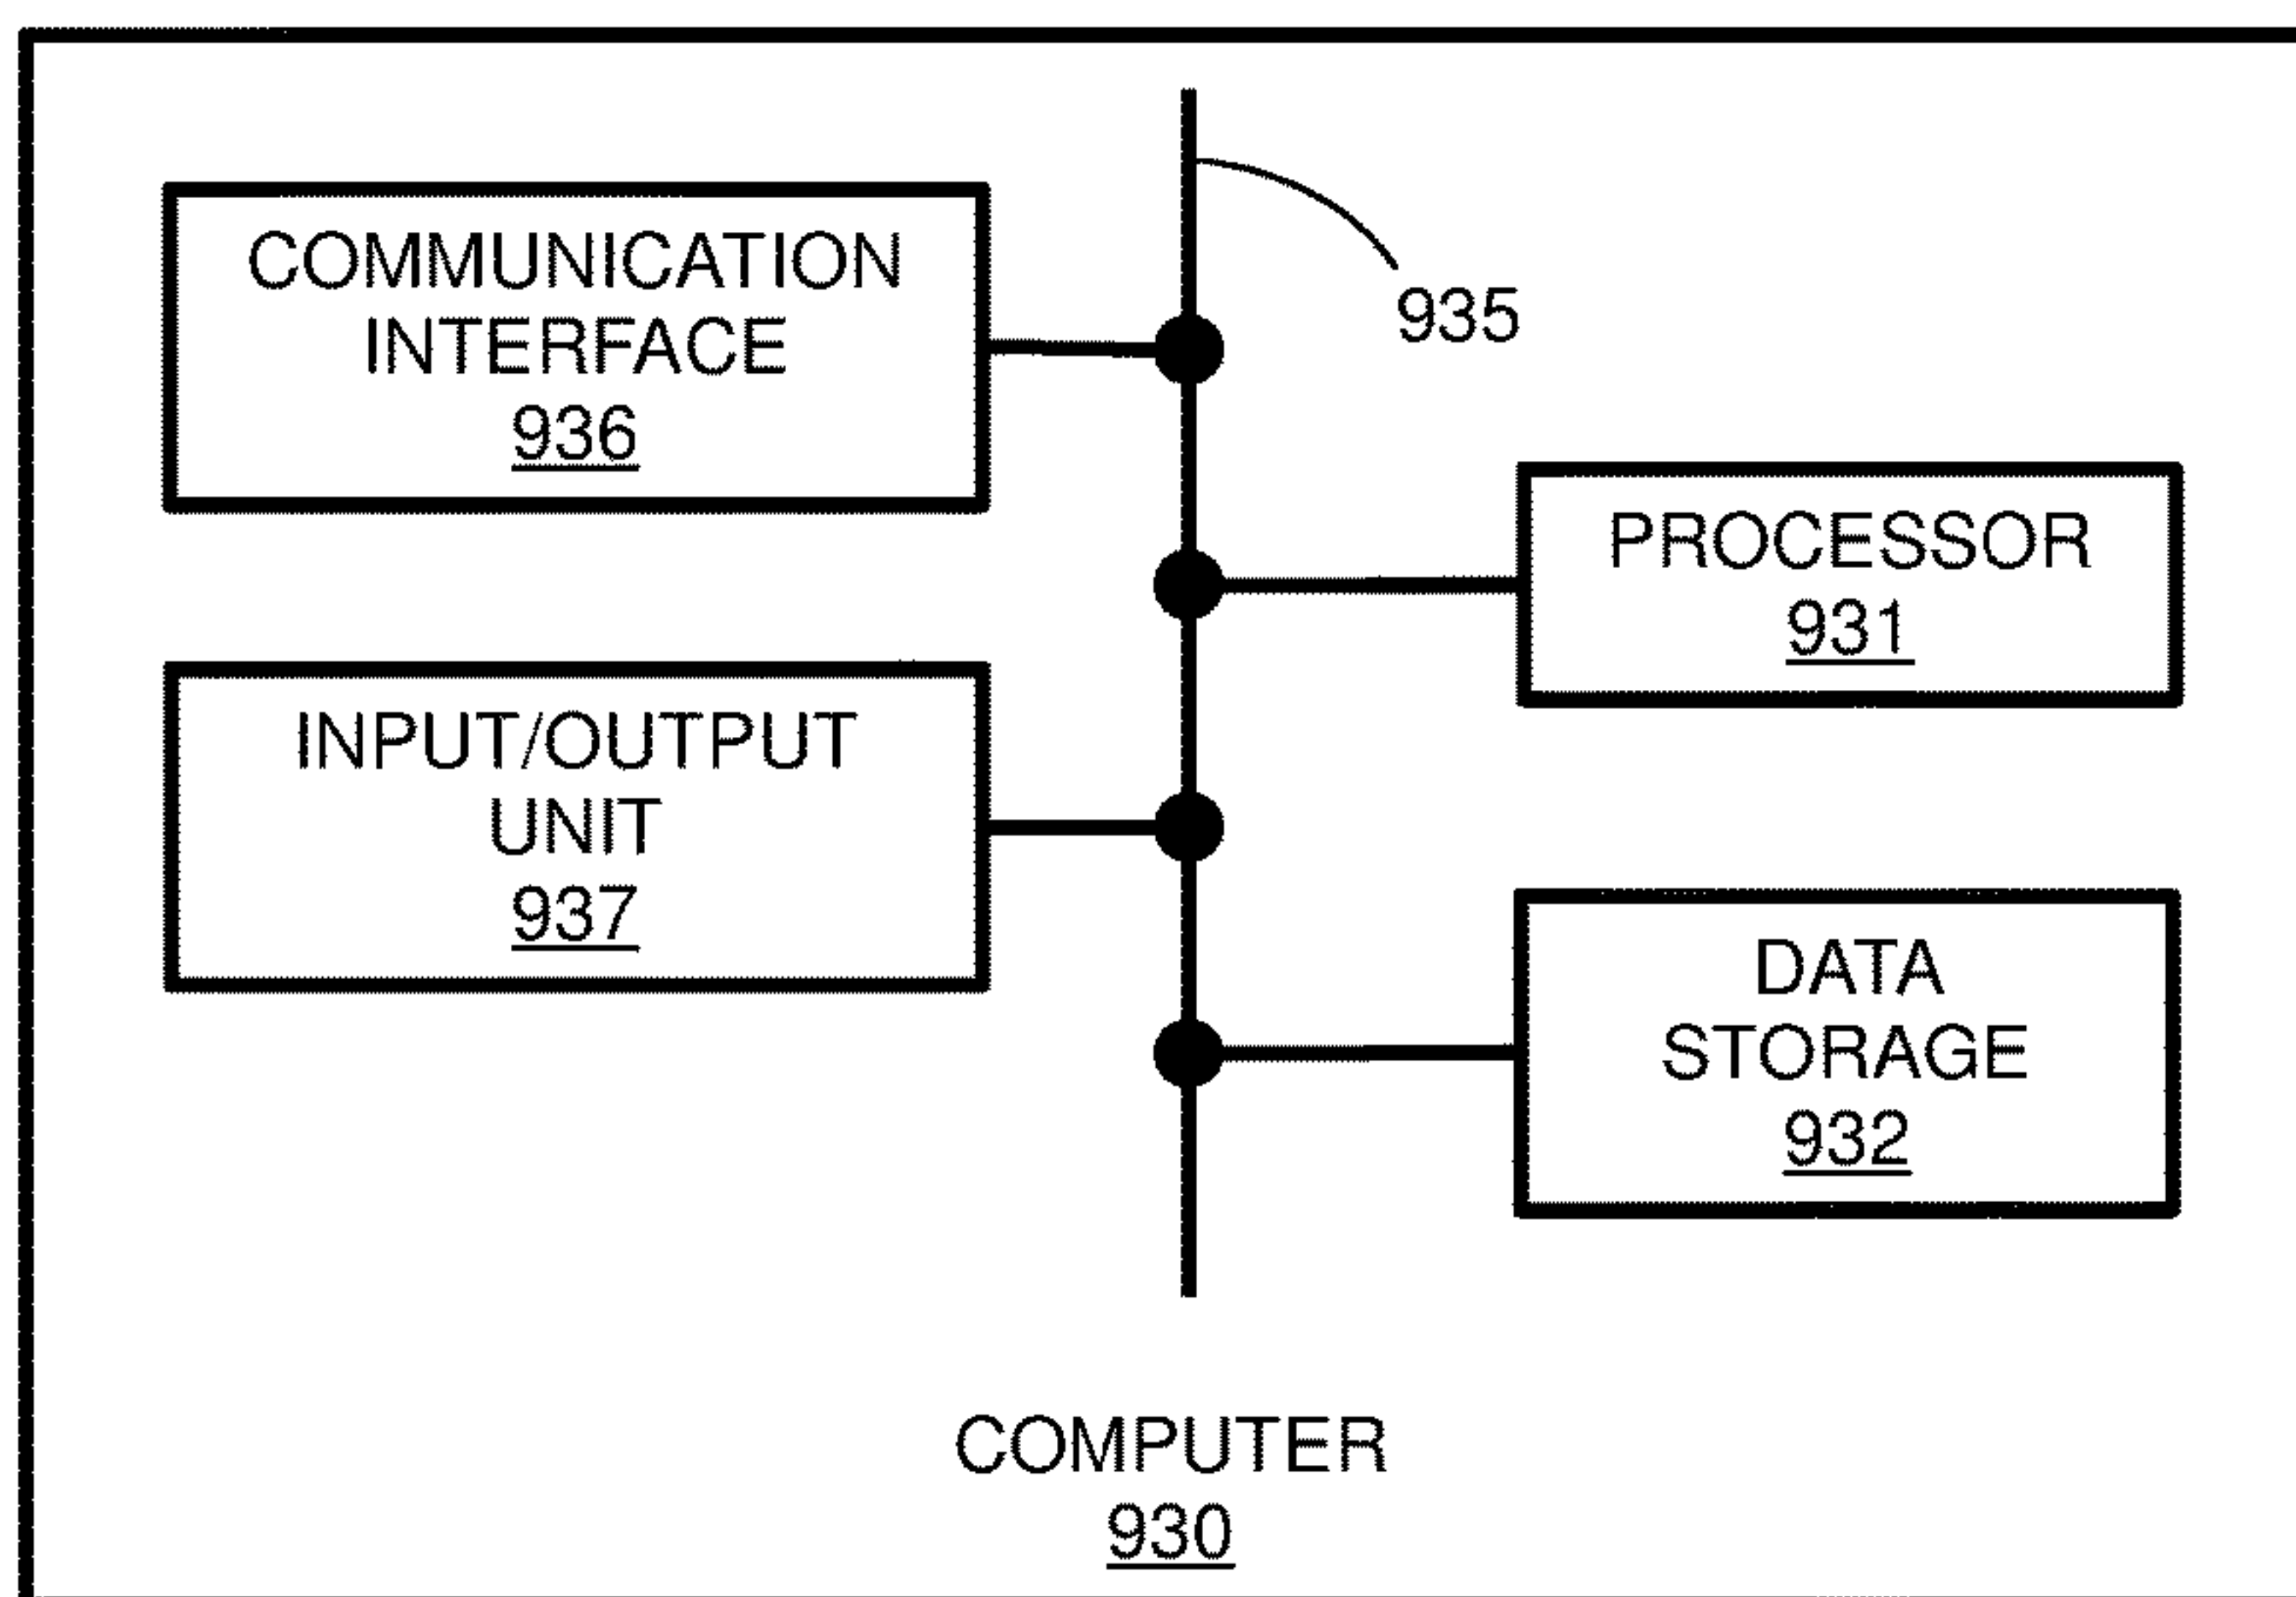 COMMUNICATION
INTERFACE
936
935
PROCESSOR
931
INPUT/OUTPUT
UNIT
937
DATA
STORAGE
932
COMPUTER
930